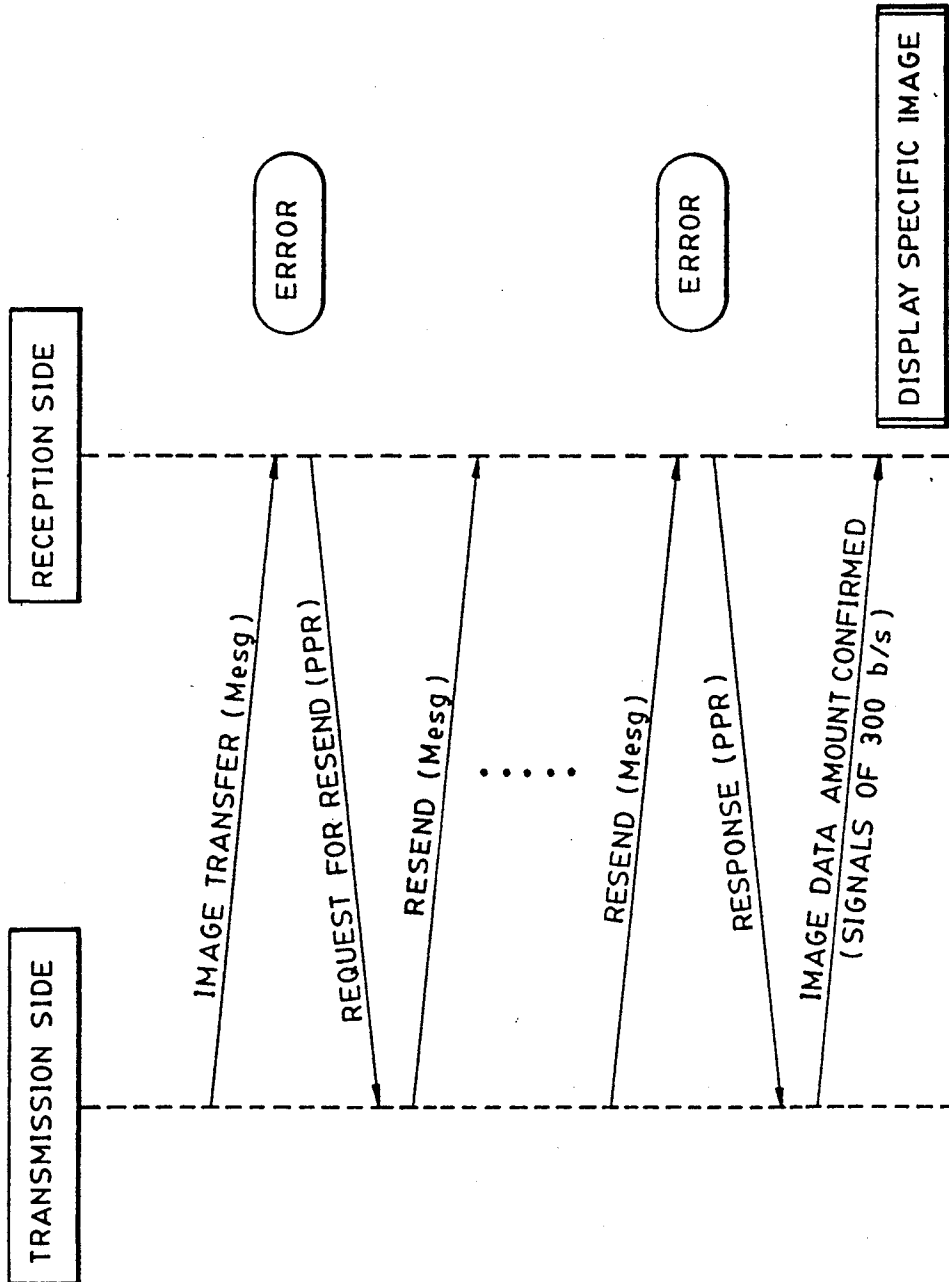 TRANSMISSION SIDE
RECEPTION SIDE
IMAGE TRANSFER (Mesg)
ERROR
REQUEST FOR RESEND (PPR)
RESEND (Mesg)
.....
RESEND (Mesg)
ERROR
RESPONSE (PPR)
IMAGE DATA AMOUNT CONFIRMED
(SIGNALS OF 300 b/s)
DISPLAY SPECIFIC IMAGE